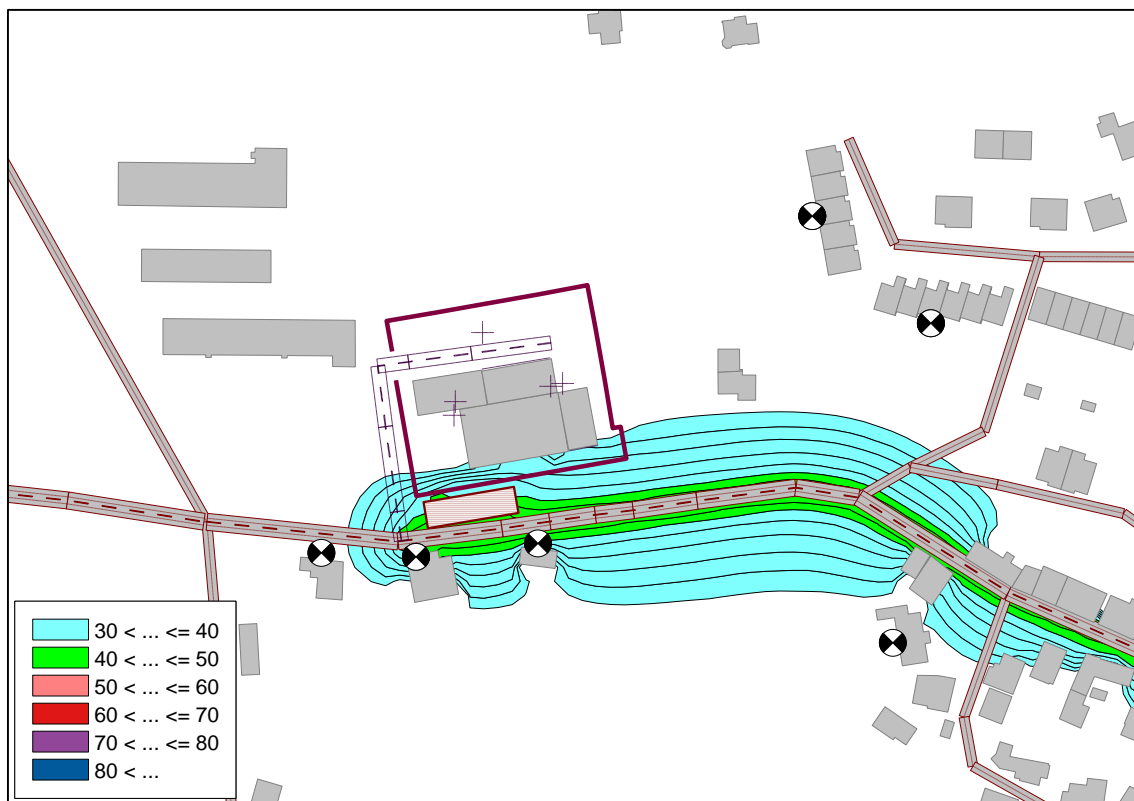 30 < ... <= 40
40 < ... <= 50
50 < ... <= 60
60 < ... <= 70
70 < ... <= 80
80 < ...